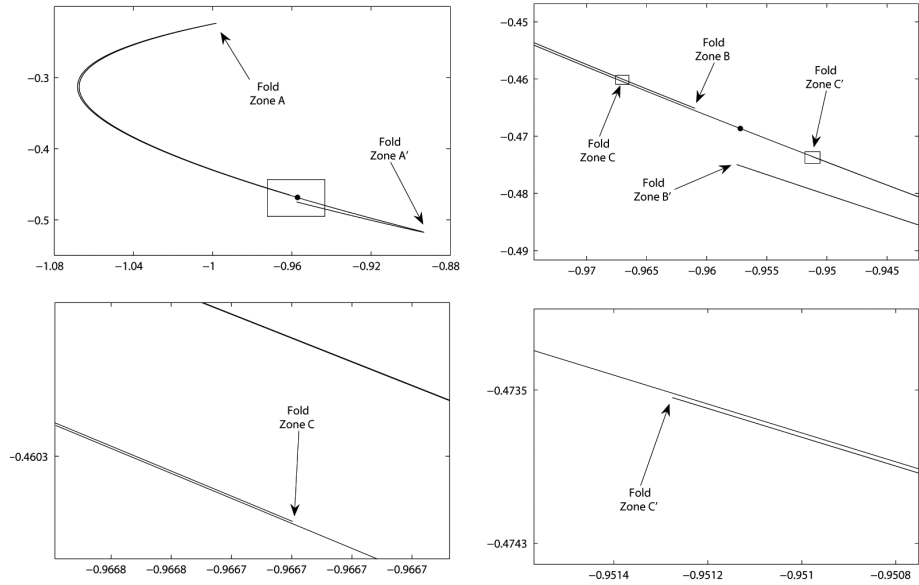 −0.3
−0.4
−0.5
−1.08
−1.04
−1
−0.96
−0.92
−0.88
Fold
Zone A
Fold
Zone A′
−0.45
−0.46
−0.47
−0.48
−0.49
−0.97
−0.965
−0.96
−0.955
−0.95
−0.945
Fold
Zone B
Fold
Zone C′
Fold
Zone C
Fold
Zone B′
−0.4603
−0.9668
−0.9668
−0.9667
−0.9667
−0.9667
−0.9667
Fold
Zone C
−0.4735
−0.4743
−0.9514
−0.9512
−0.951
−0.9508
Fold
Zone C′